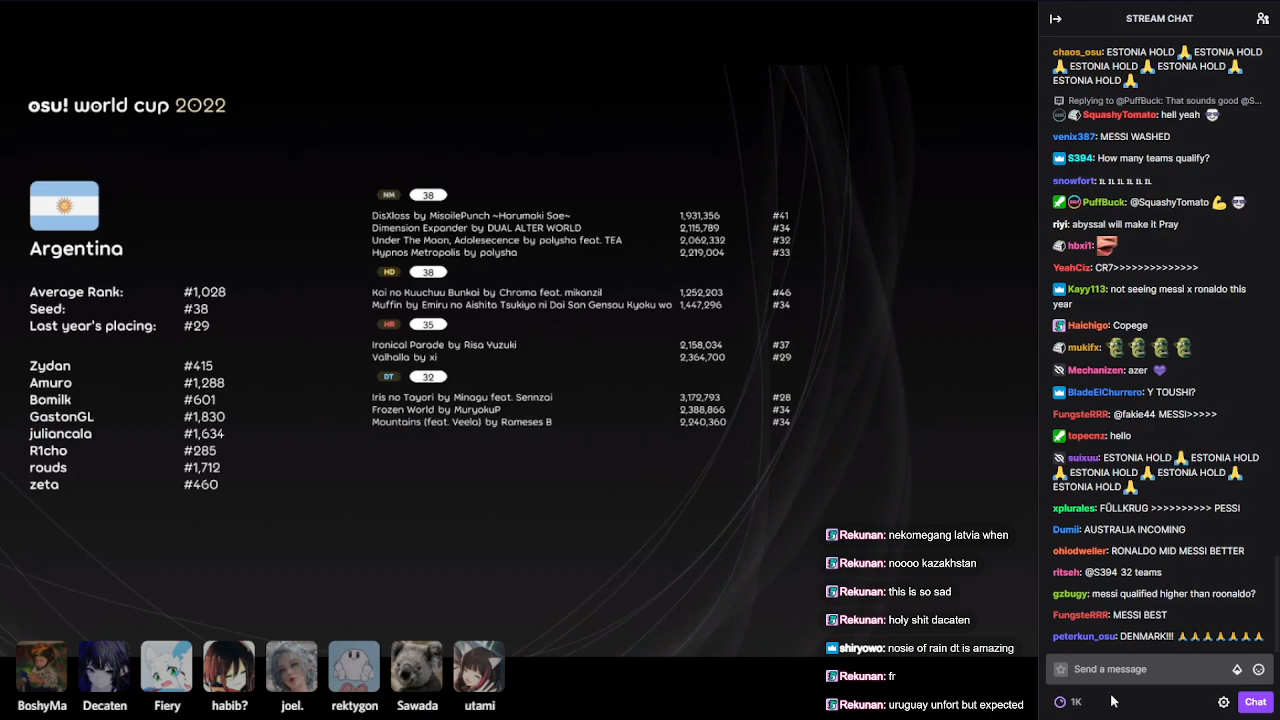 osu! world cup 2022
Argentina
Average Rank: #1,028
Seed: #38
Last year's placing: #29
Zydan #415
Amuro #1,288
Bomilk #601
GastonGL #1,830
juliancala #1,634
R1cho #285
rouds #1,712
zeta #460
NM 38
DisXloss by MisoilePunch ~Harumaki Soe~ 1,931,356 #41
Dimension Expander by DUAL ALTER WORLD 2,115,789 #34
Under The Moon, Adolesecence by polysha feat. TEA 2,062,332 #32
Hypnos Metropolis by polysha 2,219,004 #33
HD 38
Koi no Kuuchuu Bunkai by Chroma feat. mikanzil 1,252,203 #46
Muffin by Emiru no Aishita Tsukiyo ni Dai San Gensou Kyoku wo 1,447,296 #34
HR 35
Ironical Parade by Risa Yuzuki 2,158,034 #37
Valhalla by xi 2,364,700 #29
DT 32
Iris no Tayori by Minagu feat. Sennzai 3,172,793 #28
Frozen World by MuryokuP 2,388,866 #34
Mountains (feat. Veela) by Rameses B 2,240,360 #34
Rekunan: nekomegang latvia when
Rekunan: noooo kazakhstan
Rekunan: this is so sad
Rekunan: holy shit dacaten
shiryowo: nosie of rain dt is amazing
Rekunan: fr
Rekunan: uruguay unfort but expected
BoshyMa Decaten Fiery habib? joel. rektygon Sawada utami
STREAM CHAT
chaos_osu: ESTONIA HOLD 🙏 ESTONIA HOLD
🙏 ESTONIA HOLD 🙏 ESTONIA HOLD 🙏
ESTONIA HOLD 🙏
Replying to @PuffBuck: That sounds good @S...
SquashyTomato: hell yeah
venix387: MESSI WASHED
S394: How many teams qualify?
snowfort: ㄟㄟㄟㄟㄟㄟ
PuffBuck: @SquashyTomato 💪
riyi: abyssal will make it Pray
hbxi1:
YeahCiz: CR7>>>>>>>>>>>>>
Kayy113: not seeing messi x ronaldo this
year
Haichigo: Copege
mukifx:
Mechanizen: azer 💜
BladeElChurrero: Y TOUSHI?
FungsteRRR: @fakie44 MESSI>>>>>
topecnz: hello
suixuu: ESTONIA HOLD 🙏 ESTONIA HOLD
🙏 ESTONIA HOLD 🙏 ESTONIA HOLD 🙏
ESTONIA HOLD 🙏
xplurales: FÜLLKRUG >>>>>>>>>> PESSI
Dumii: AUSTRALIA INCOMING
ohiodweller: RONALDO MID MESSI BETTER
ritseh: @S394 32 teams
gzbugy: messi qualified higher than roonaldo?
FungsteRRR: MESSI BEST
peterkun_osu: DENMARK!!! 🙏🙏🙏🙏🙏🙏🙏
Send a message
1K
Chat